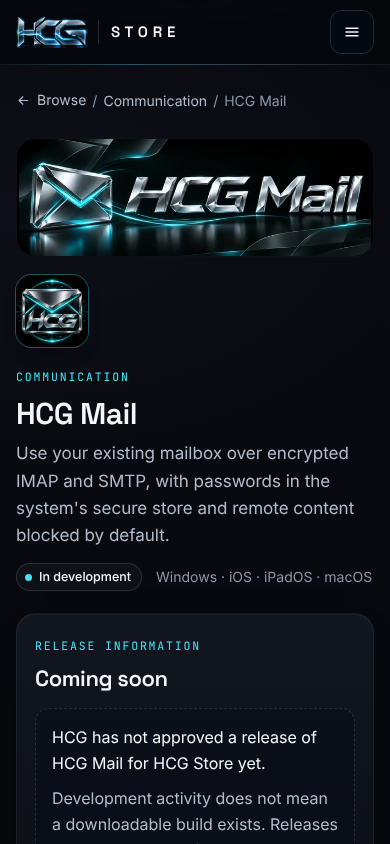 HCG STORE
← Browse / Communication / HCG Mail
HCG Mail
HCG
COMMUNICATION
HCG Mail
Use your existing mailbox over encrypted
IMAP and SMTP, with passwords in the
system's secure store and remote content
blocked by default.
In development Windows · iOS · iPadOS · macOS
RELEASE INFORMATION
Coming soon
HCG has not approved a release of
HCG Mail for HCG Store yet.
Development activity does not mean
a downloadable build exists. Releases